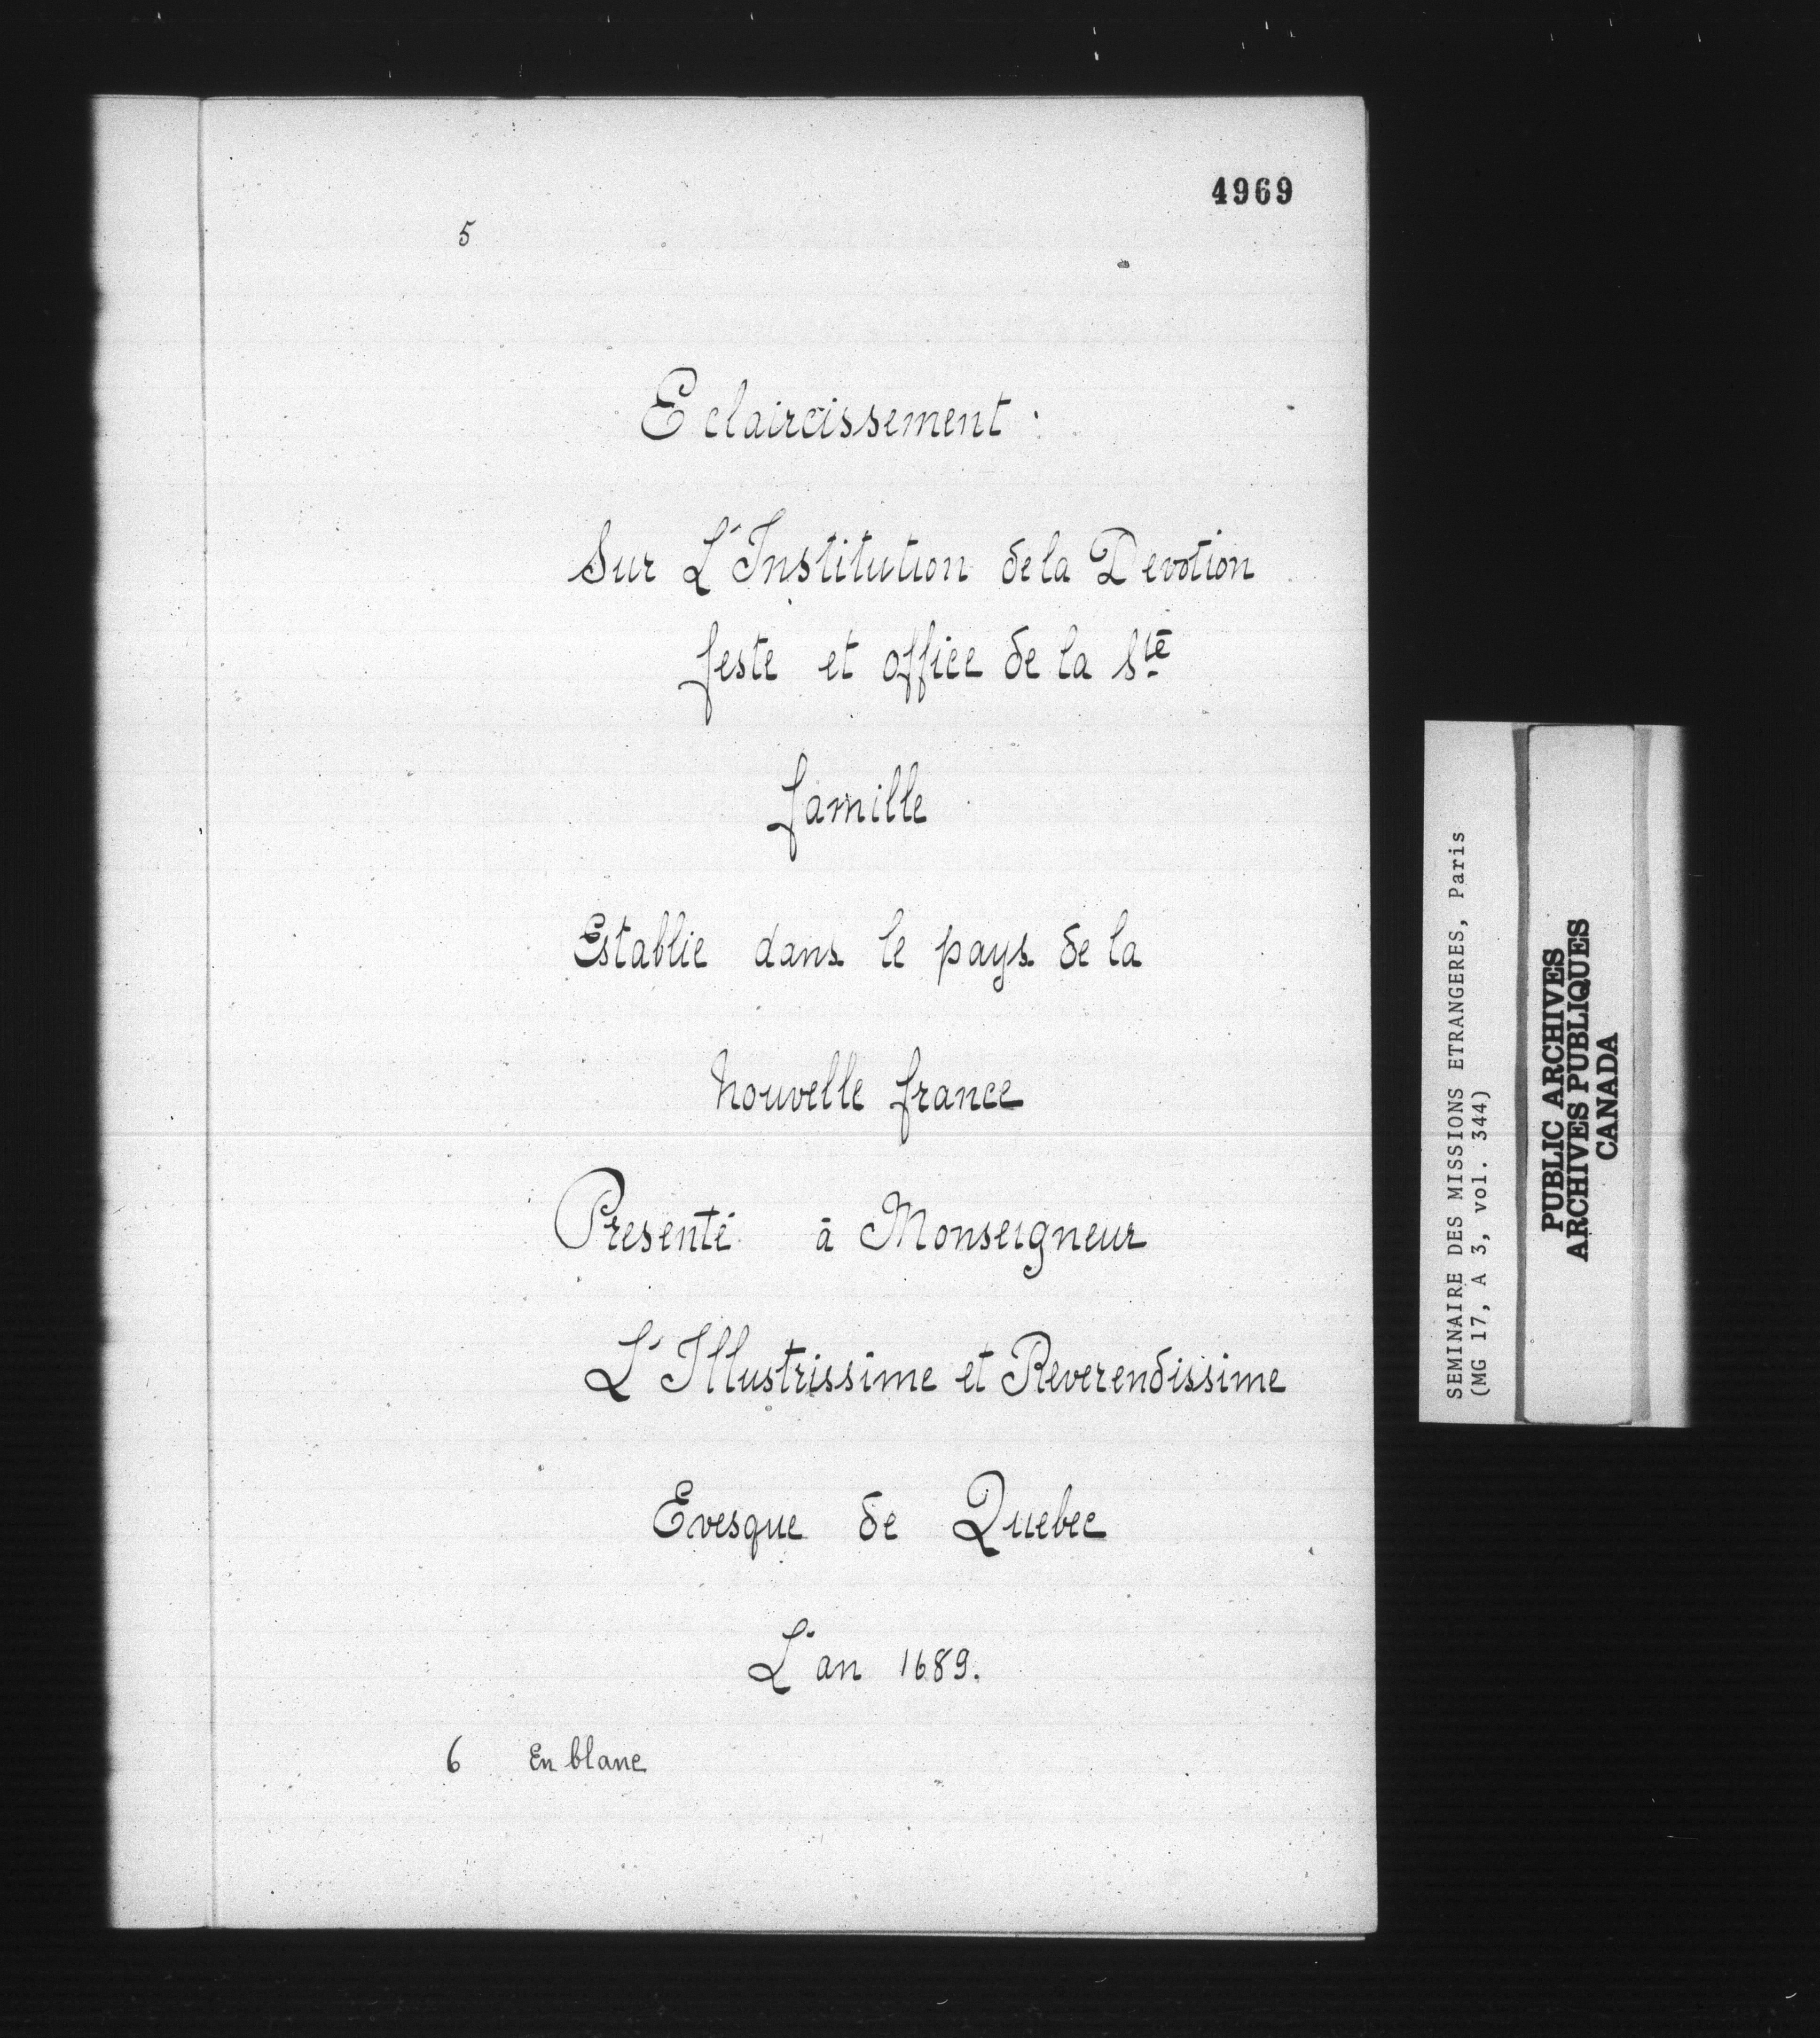 4969
5
Eclaircissement
Sur L'Institution de la Devotion
feste et office de la Ste
famille
Establie dans le pays de la
Nouvelle france
Presenté à Monseigneur
L'Illustrissime et Reverendissime
Evesque de Quebec
L'an 1689.
6 En blanc
SEMINAIRE DES MISSIONS ETRANGERES, Paris
(MG 17, A 3, vol. 344)
PUBLIC ARCHIVES
ARCHIVES PUBLIQUES
CANADA